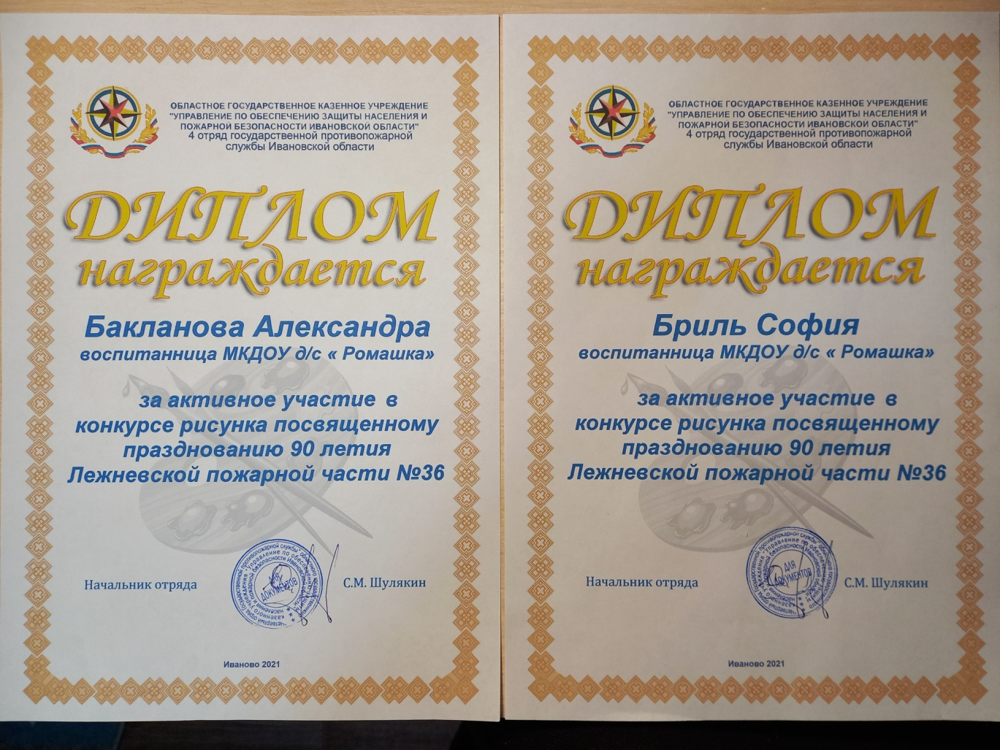 ОБЛАСТНОЕ ГОСУДАРСТВЕННОЕ КАЗЕННОЕ УЧРЕЖДЕНИЕ
"УПРАВЛЕНИЕ ПО ОБЕСПЕЧЕНИЮ ЗАЩИТЫ НАСЕЛЕНИЯ И
ПОЖАРНОЙ БЕЗОПАСНОСТИ ИВАНОВСКОЙ ОБЛАСТИ"
4 отряд государственной противопожарной
службы Ивановской области
ДИПЛОМ
награждается
Бакланова Александра
воспитанница МКДОУ д/с « Ромашка»
за активное участие в
конкурсе рисунка посвященному
празднованию 90 летия
Лежневской пожарной части №36
Начальник отряда
ДЛЯ
ДОКУМЕНТОВ
С.М. Шулякин
Иваново 2021
ОБЛАСТНОЕ ГОСУДАРСТВЕННОЕ КАЗЕННОЕ УЧРЕЖДЕНИЕ
"УПРАВЛЕНИЕ ПО ОБЕСПЕЧЕНИЮ ЗАЩИТЫ НАСЕЛЕНИЯ И
ПОЖАРНОЙ БЕЗОПАСНОСТИ ИВАНОВСКОЙ ОБЛАСТИ"
4 отряд государственной противопожарной
службы Ивановской области
ДИПЛОМ
награждается
Бриль София
воспитанница МКДОУ д/с « Ромашка»
за активное участие в
конкурсе рисунка посвященному
празднованию 90 летия
Лежневской пожарной части №36
Начальник отряда
ДЛЯ
ДОКУМЕНТОВ
С.М. Шулякин
Иваново 2021